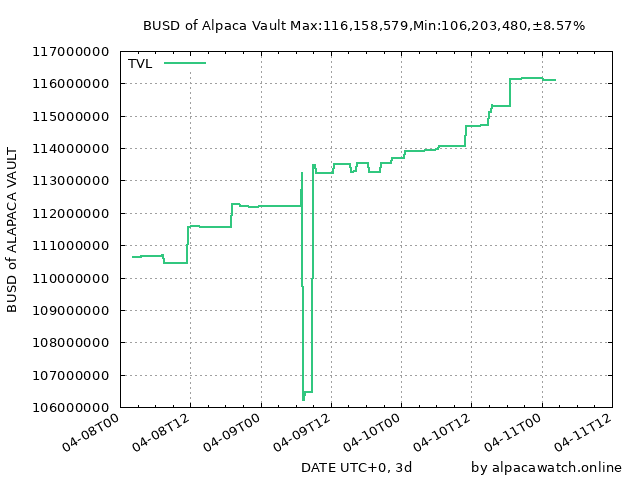 BUSD of Alpaca Vault Max:116,158,579,Min:106,203,480,±8.57%
TVL
117000000
116000000
115000000
114000000
113000000
112000000
111000000
110000000
109000000
108000000
107000000
106000000
BUSD of ALAPACA VAULT
04-08T00
04-08T12
04-09T00
04-09T12
04-10T00
04-10T12
04-11T00
04-11T12
DATE UTC+0, 3d
by alpacawatch.online